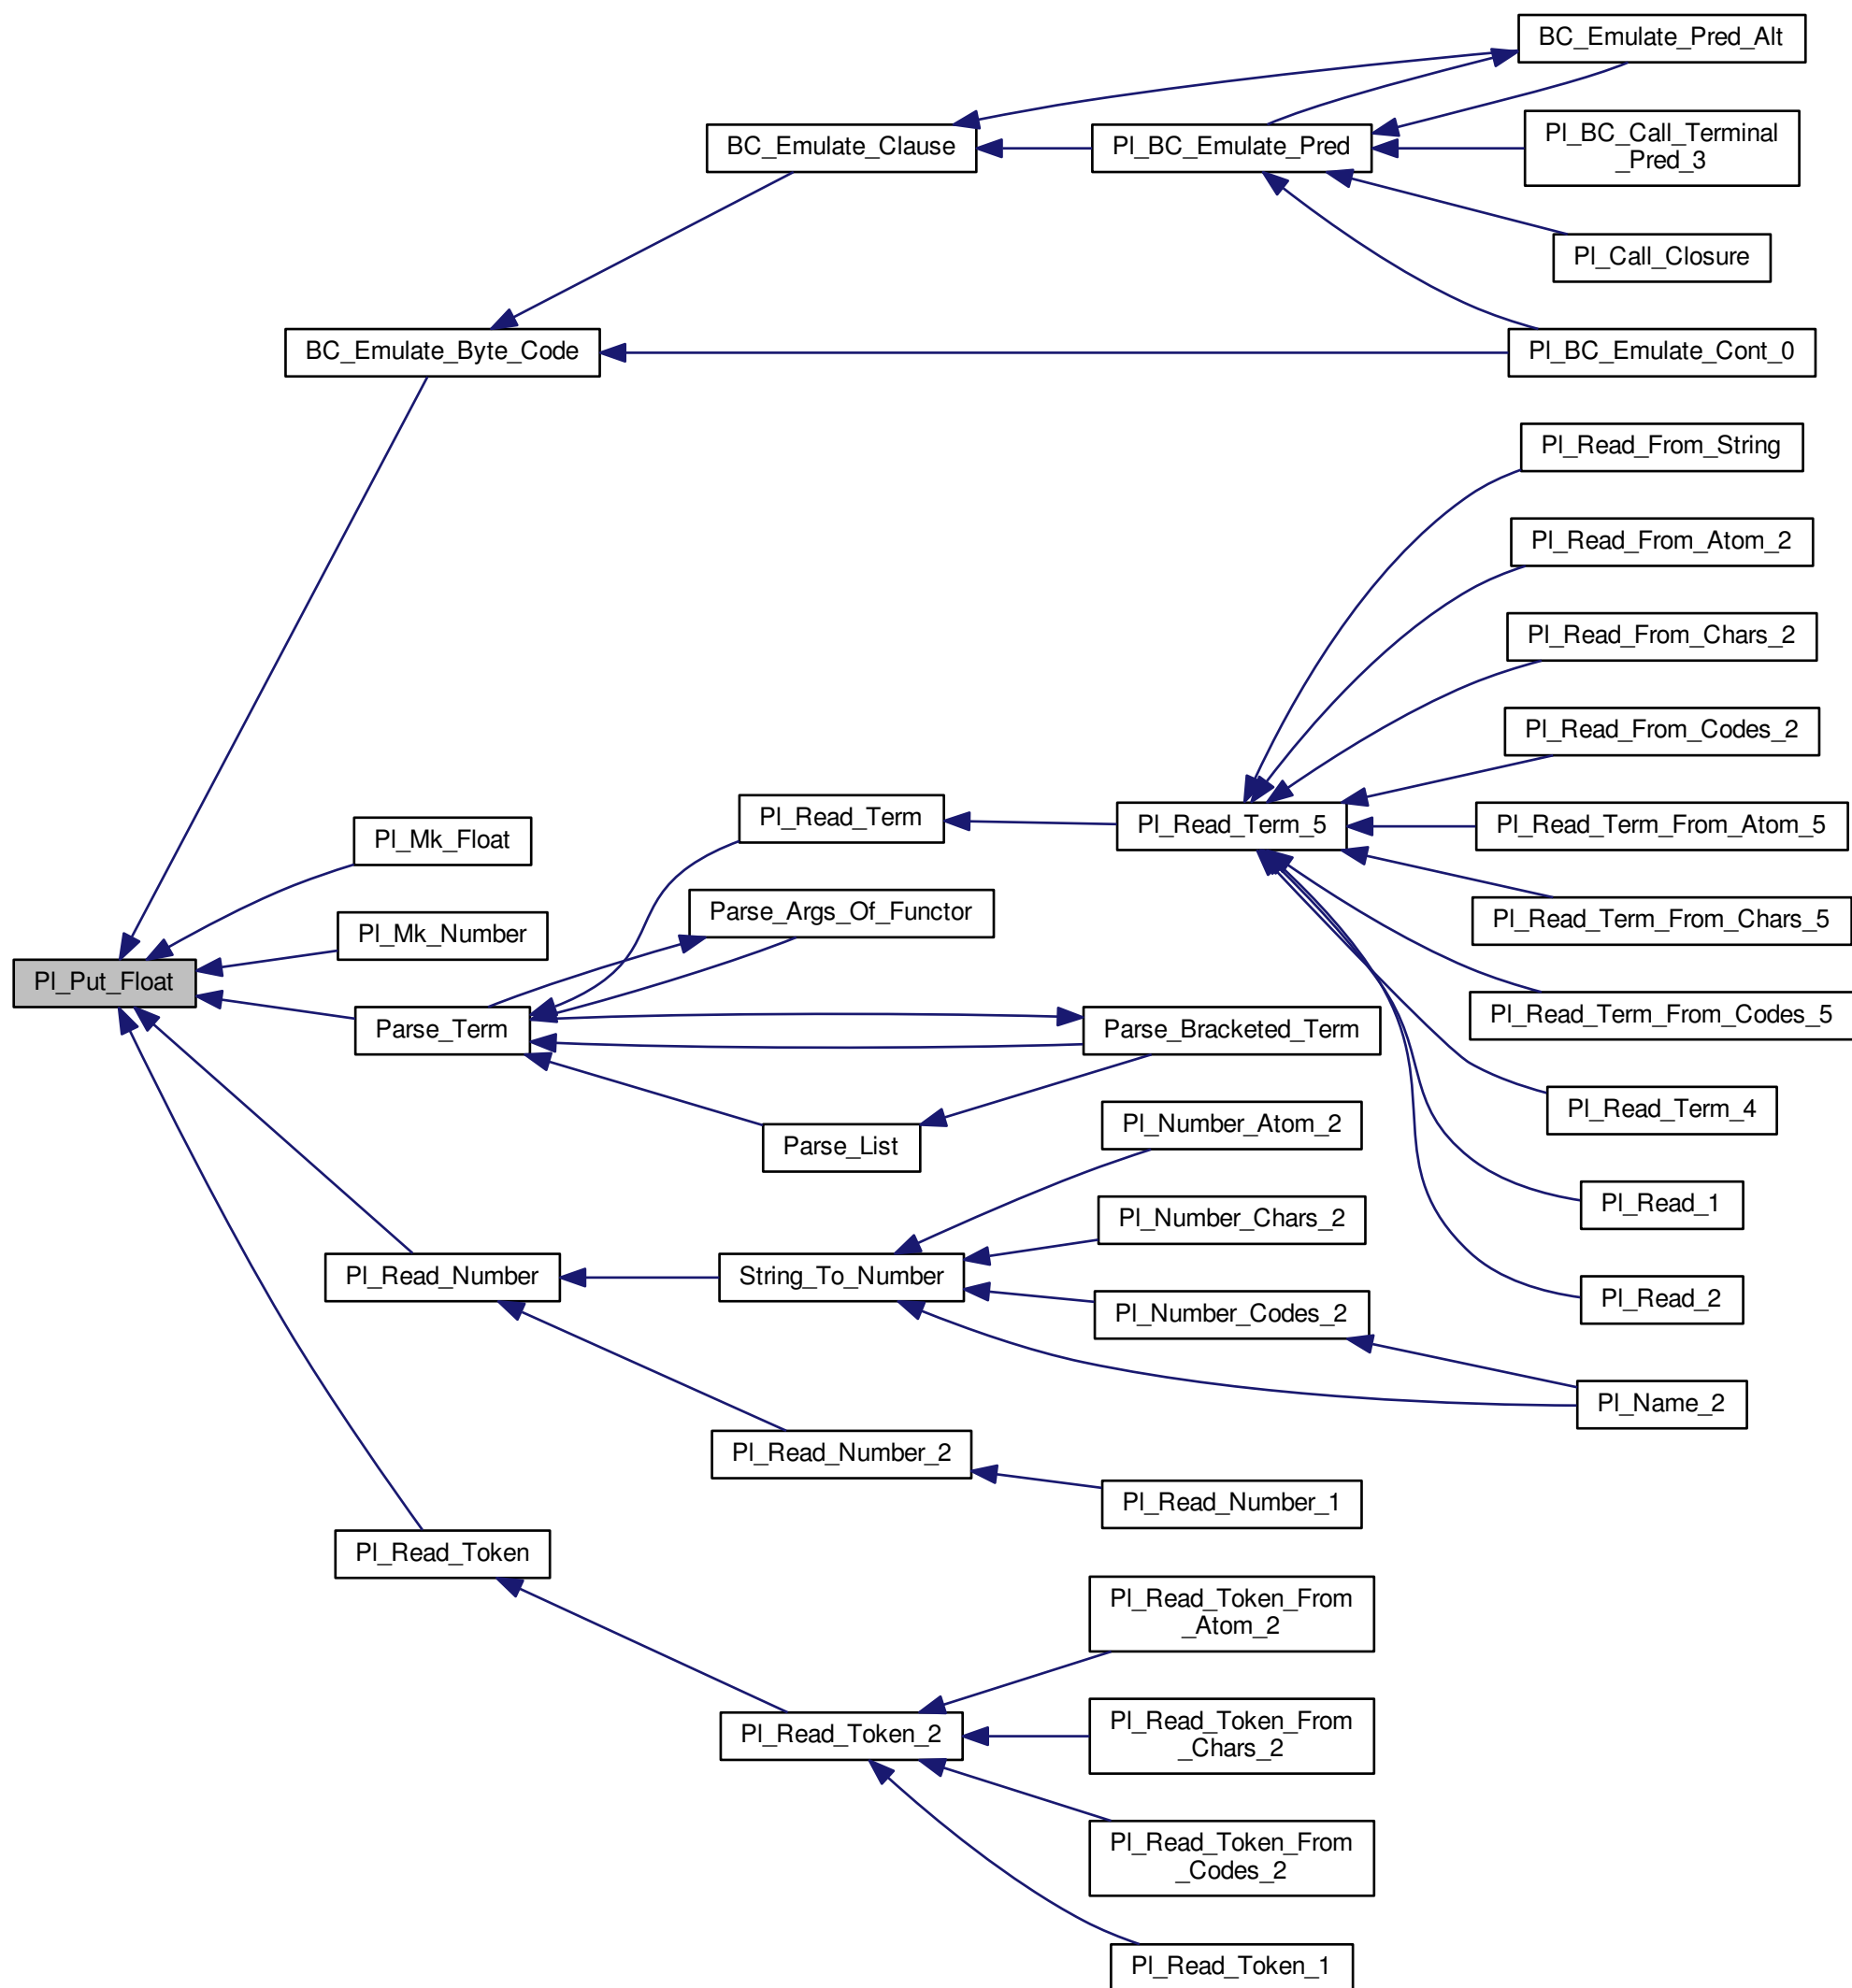 BC_Emulate_Pred_Alt
BC_Emulate_Clause
Pl_BC_Emulate_Pred
Pl_BC_Call_Terminal
_Pred_3
Pl_Call_Closure
BC_Emulate_Byte_Code
Pl_BC_Emulate_Cont_0
Pl_Read_From_String
Pl_Read_From_Atom_2
Pl_Read_From_Chars_2
Pl_Read_From_Codes_2
Pl_Mk_Float
Pl_Read_Term
Pl_Read_Term_5
Pl_Read_Term_From_Atom_5
Pl_Mk_Number
Parse_Args_Of_Functor
Pl_Read_Term_From_Chars_5
Pl_Put_Float
Parse_Term
Parse_Bracketed_Term
Pl_Read_Term_From_Codes_5
Pl_Read_Term_4
Parse_List
Pl_Number_Atom_2
Pl_Read_1
Pl_Number_Chars_2
Pl_Read_Number
String_To_Number
Pl_Read_2
Pl_Number_Codes_2
Pl_Name_2
Pl_Read_Number_2
Pl_Read_Number_1
Pl_Read_Token
Pl_Read_Token_From
_Atom_2
Pl_Read_Token_2
Pl_Read_Token_From
_Chars_2
Pl_Read_Token_From
_Codes_2
Pl_Read_Token_1